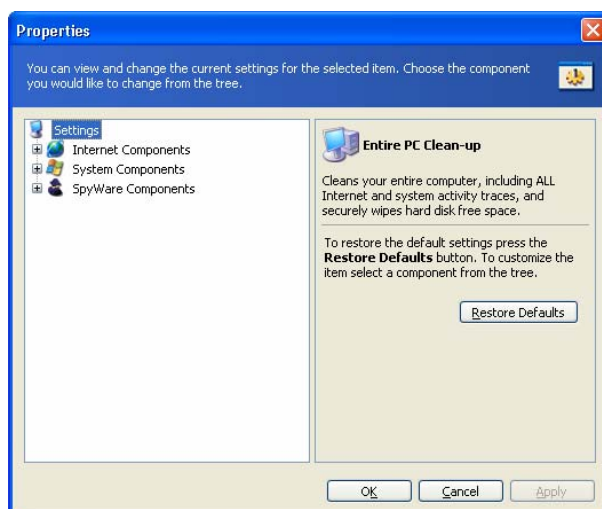 Properties
You can view and change the current settings for the selected item. Choose the component
you would like to change from the tree.
Settings
Internet Components
System Components
SpyWare Components
Entire PC Clean-up
Cleans your entire computer, including ALL
Internet and system activity traces, and
securely wipes hard disk free space.
To restore the default settings press the
Restore Defaults button. To customize the
item select a component from the tree.
Restore Defaults
OK
Cancel
Apply